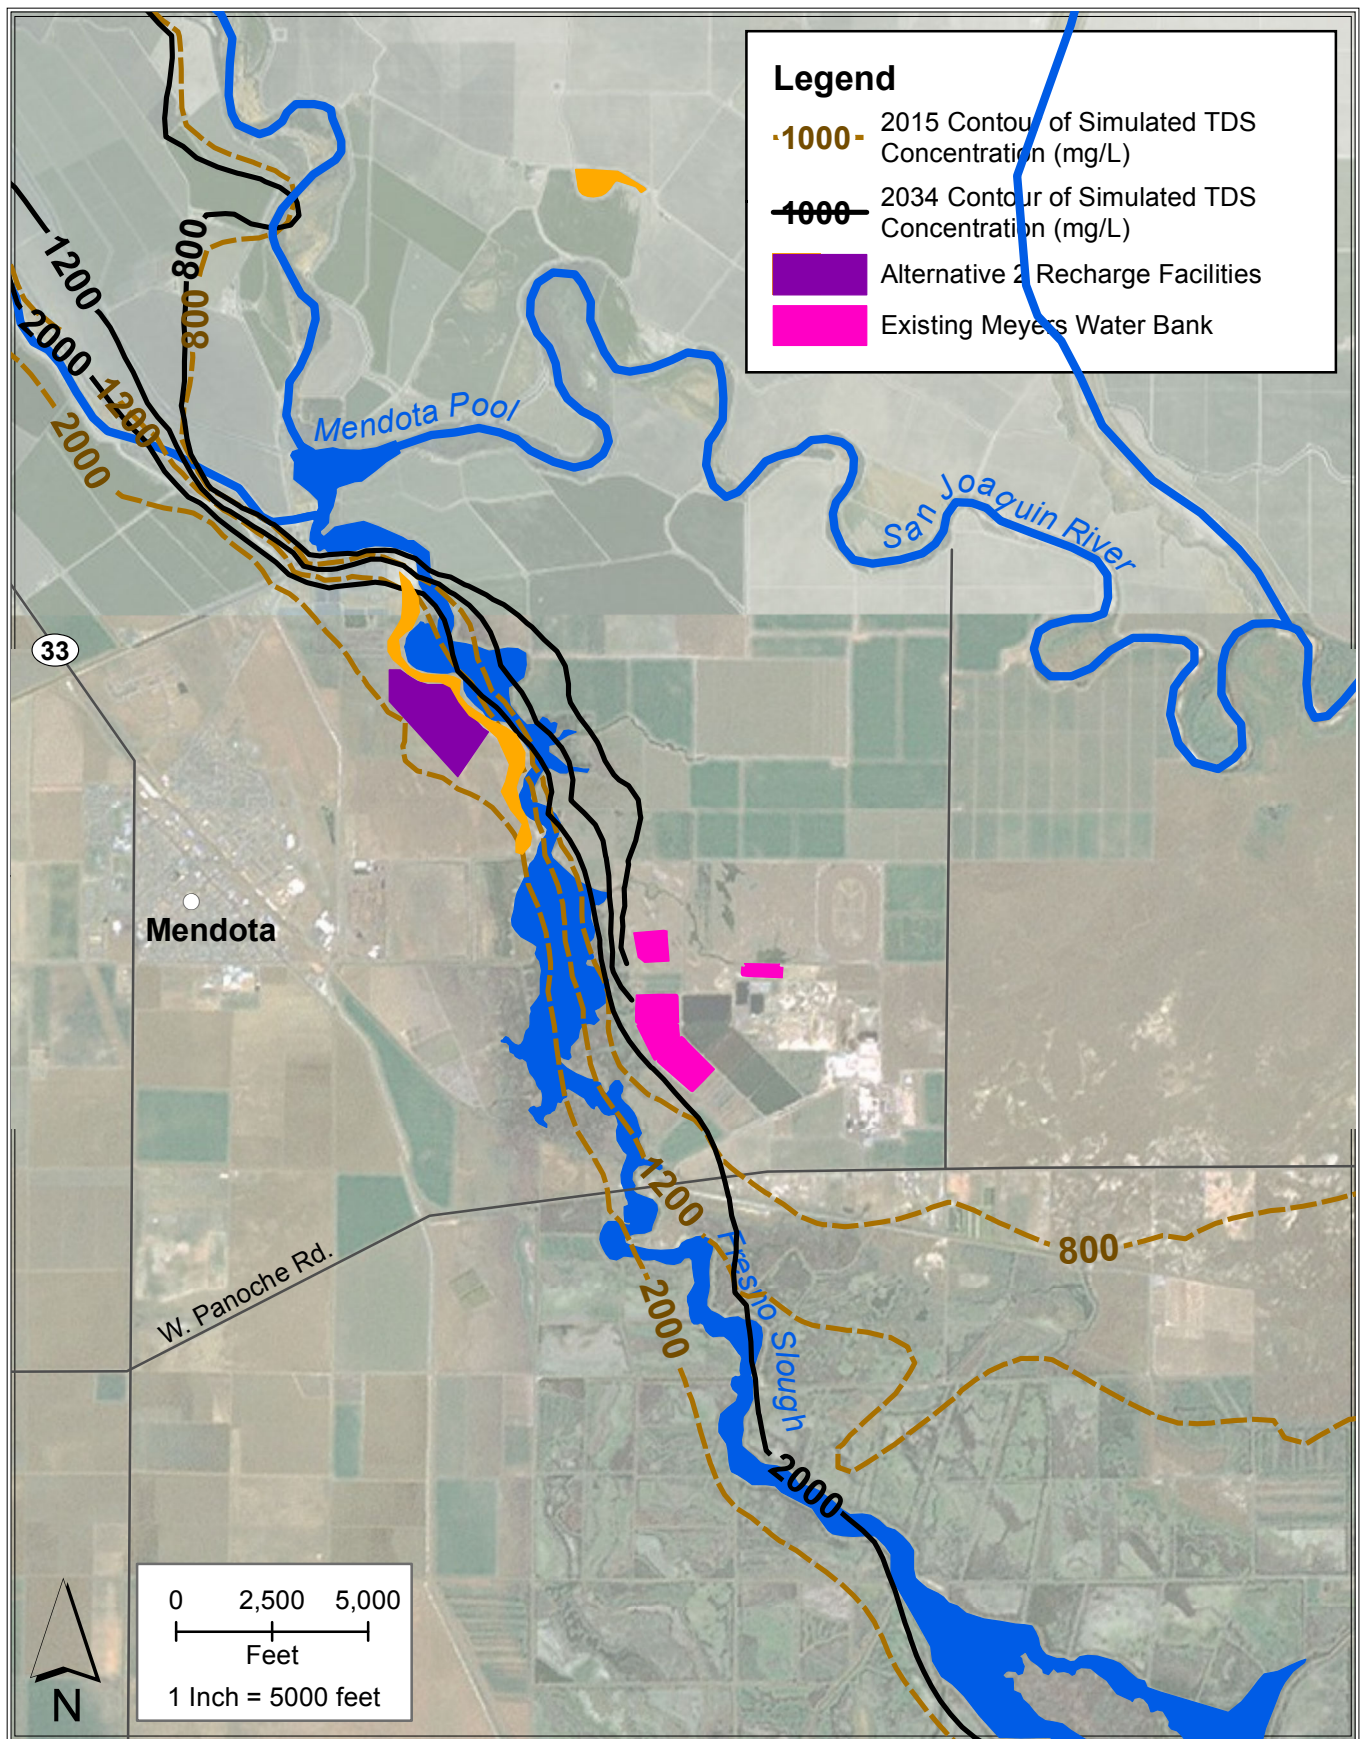 Legend
1000
2015 Contour of Simulated TDS
Concentration (mg/L)
1000
2034 Contour of Simulated TDS
Concentration (mg/L)
Alternative 2 Recharge Facilities
Existing Meyers Water Bank
800
1200
800
2000
1200
2000
Mendota Pool
San Joaquin River
33
Mendota
1200
800
Fresno Slough
2000
W. Panoche Rd.
2000
0 2,500 5,000
Feet
1 Inch = 5000 feet
N